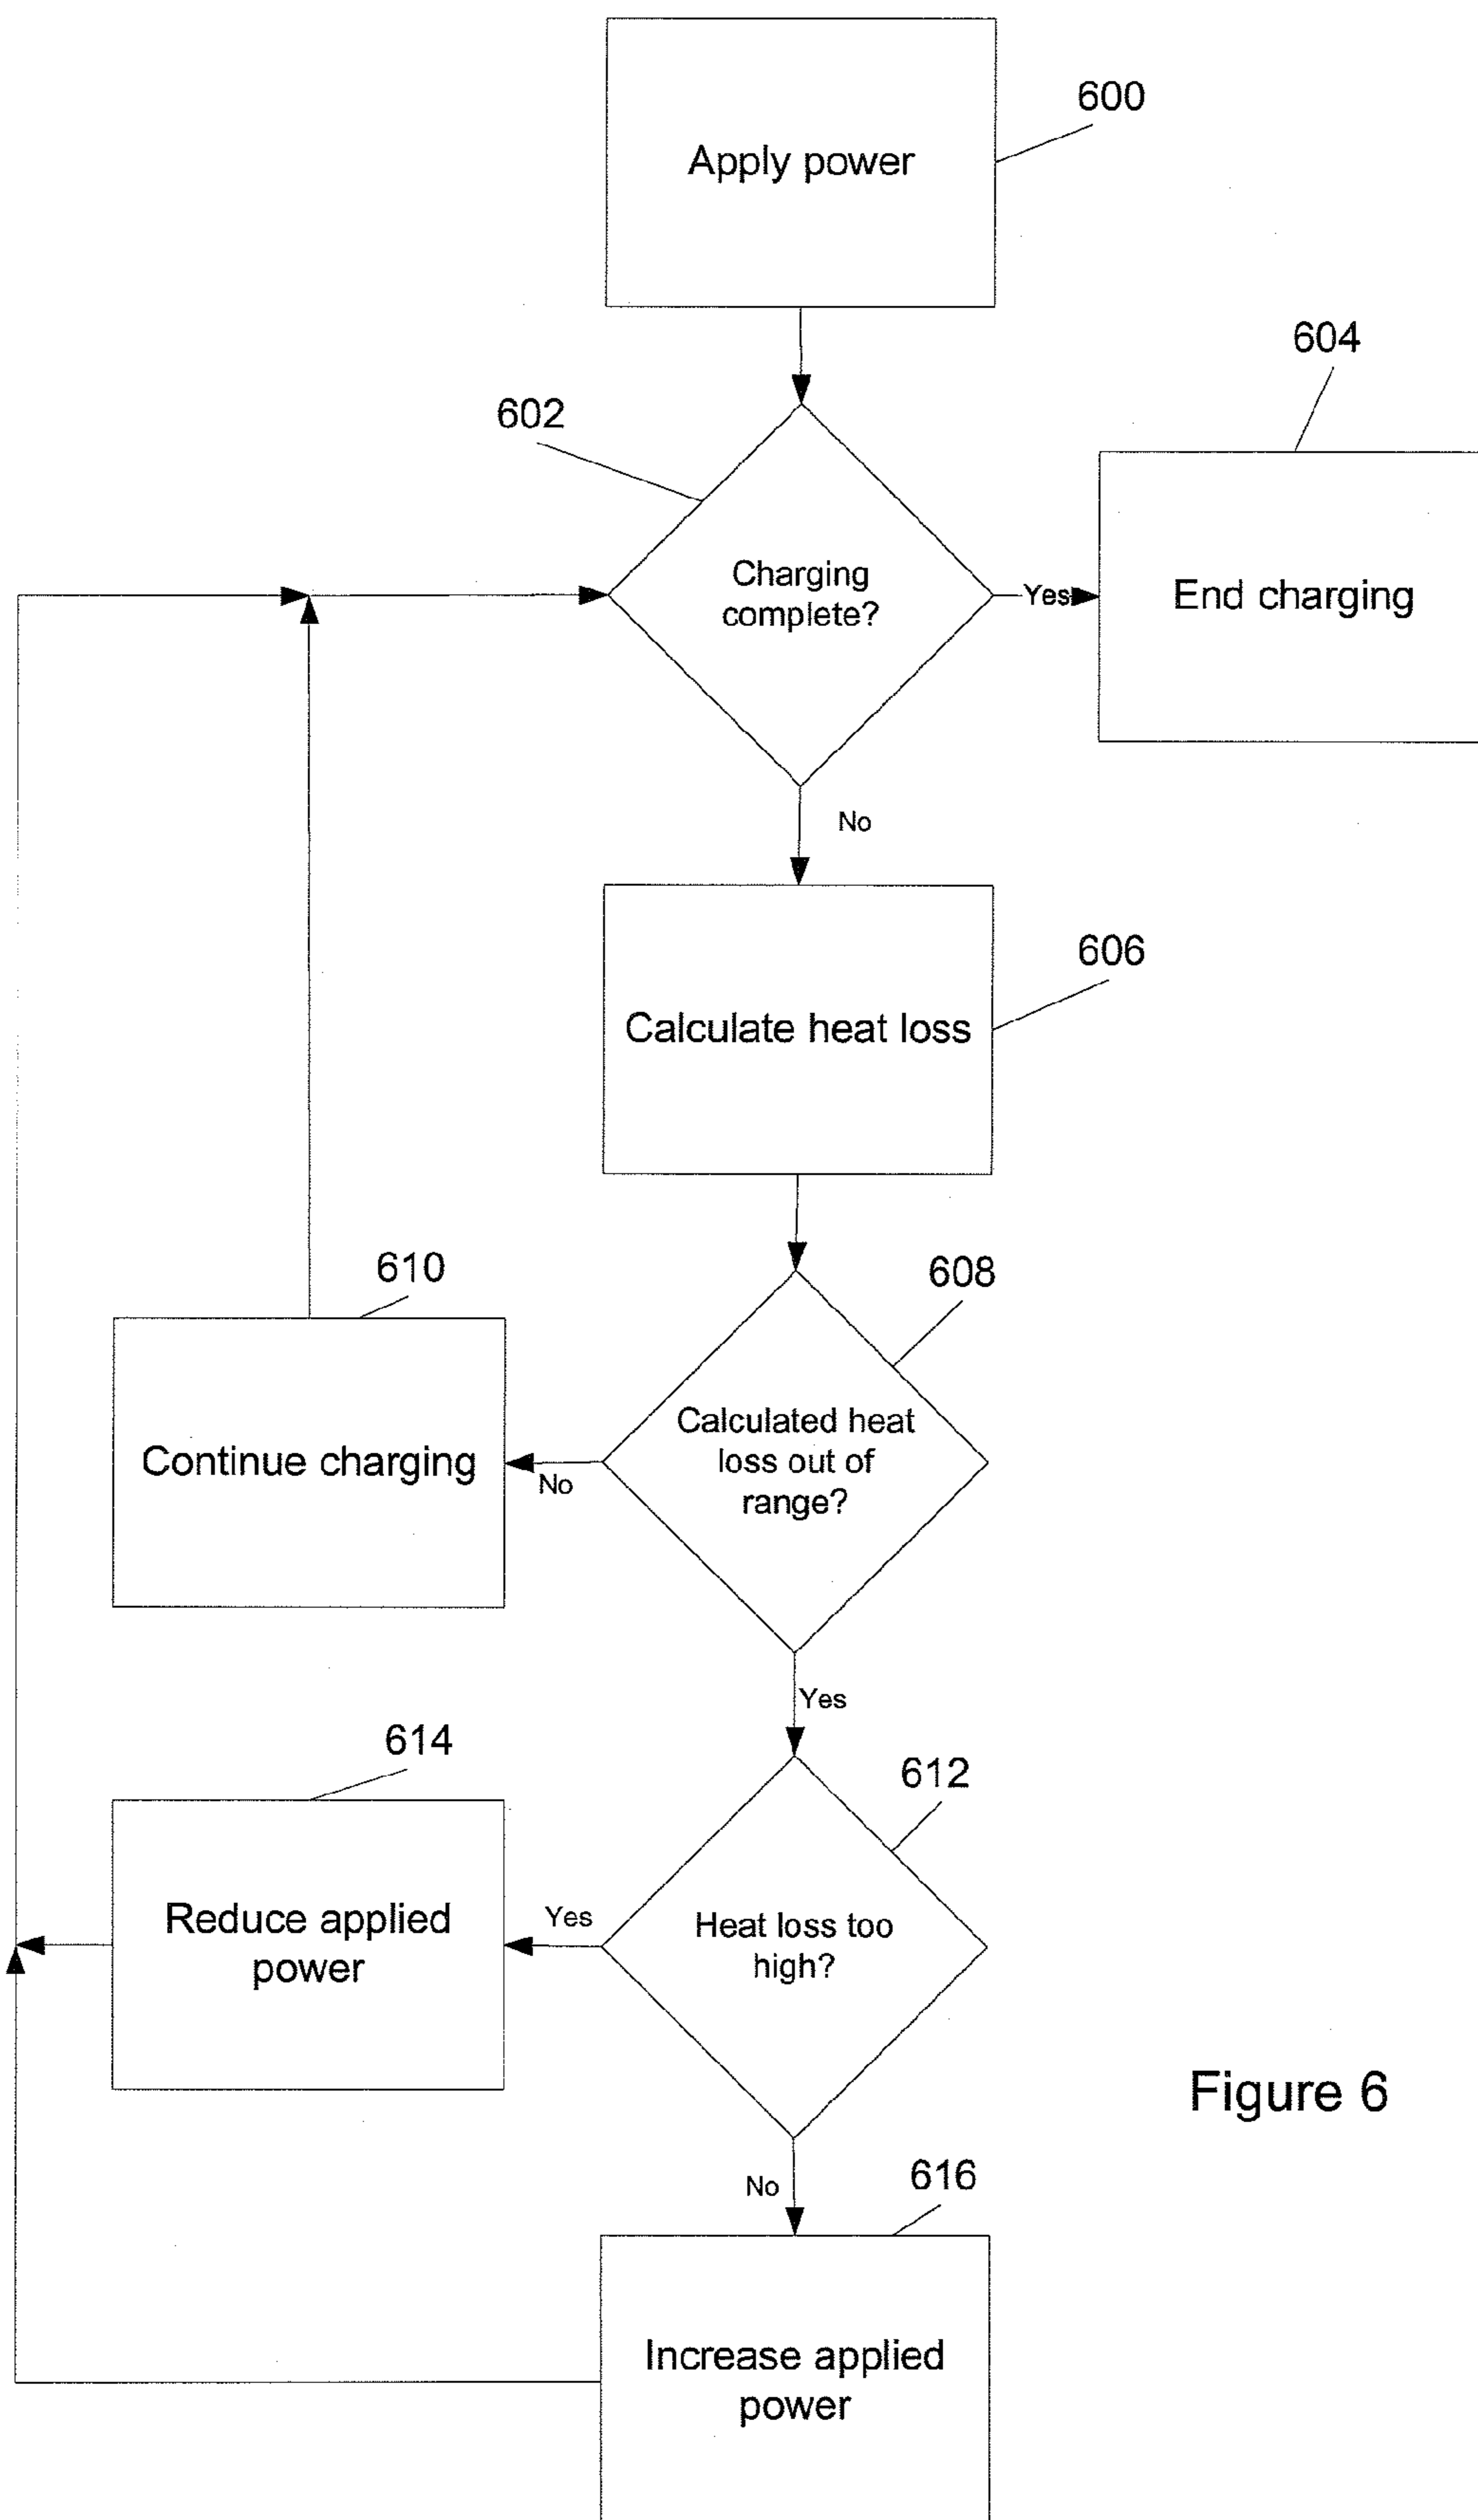 600
Apply power
604
602
Charging
complete?
Yes
End charging
No
606
Calculate heat loss
610
608
Calculated heat
loss out of
range?
Continue charging
No
Yes
614
612
Reduce applied
power
Yes
Heat loss too
high?
Figure 6
No
616
Increase applied
power